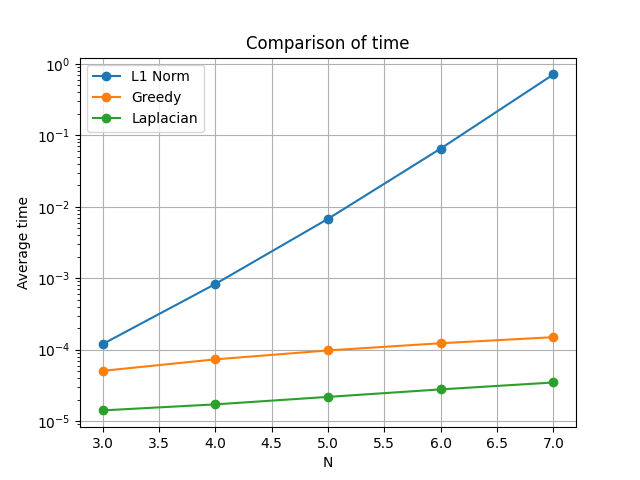 Comparison of time
L1 Norm
Greedy
Laplacian
Average time
10⁰
10⁻¹
10⁻²
10⁻³
10⁻⁴
10⁻⁵
3.0 3.5 4.0 4.5 5.0 5.5 6.0 6.5 7.0
N